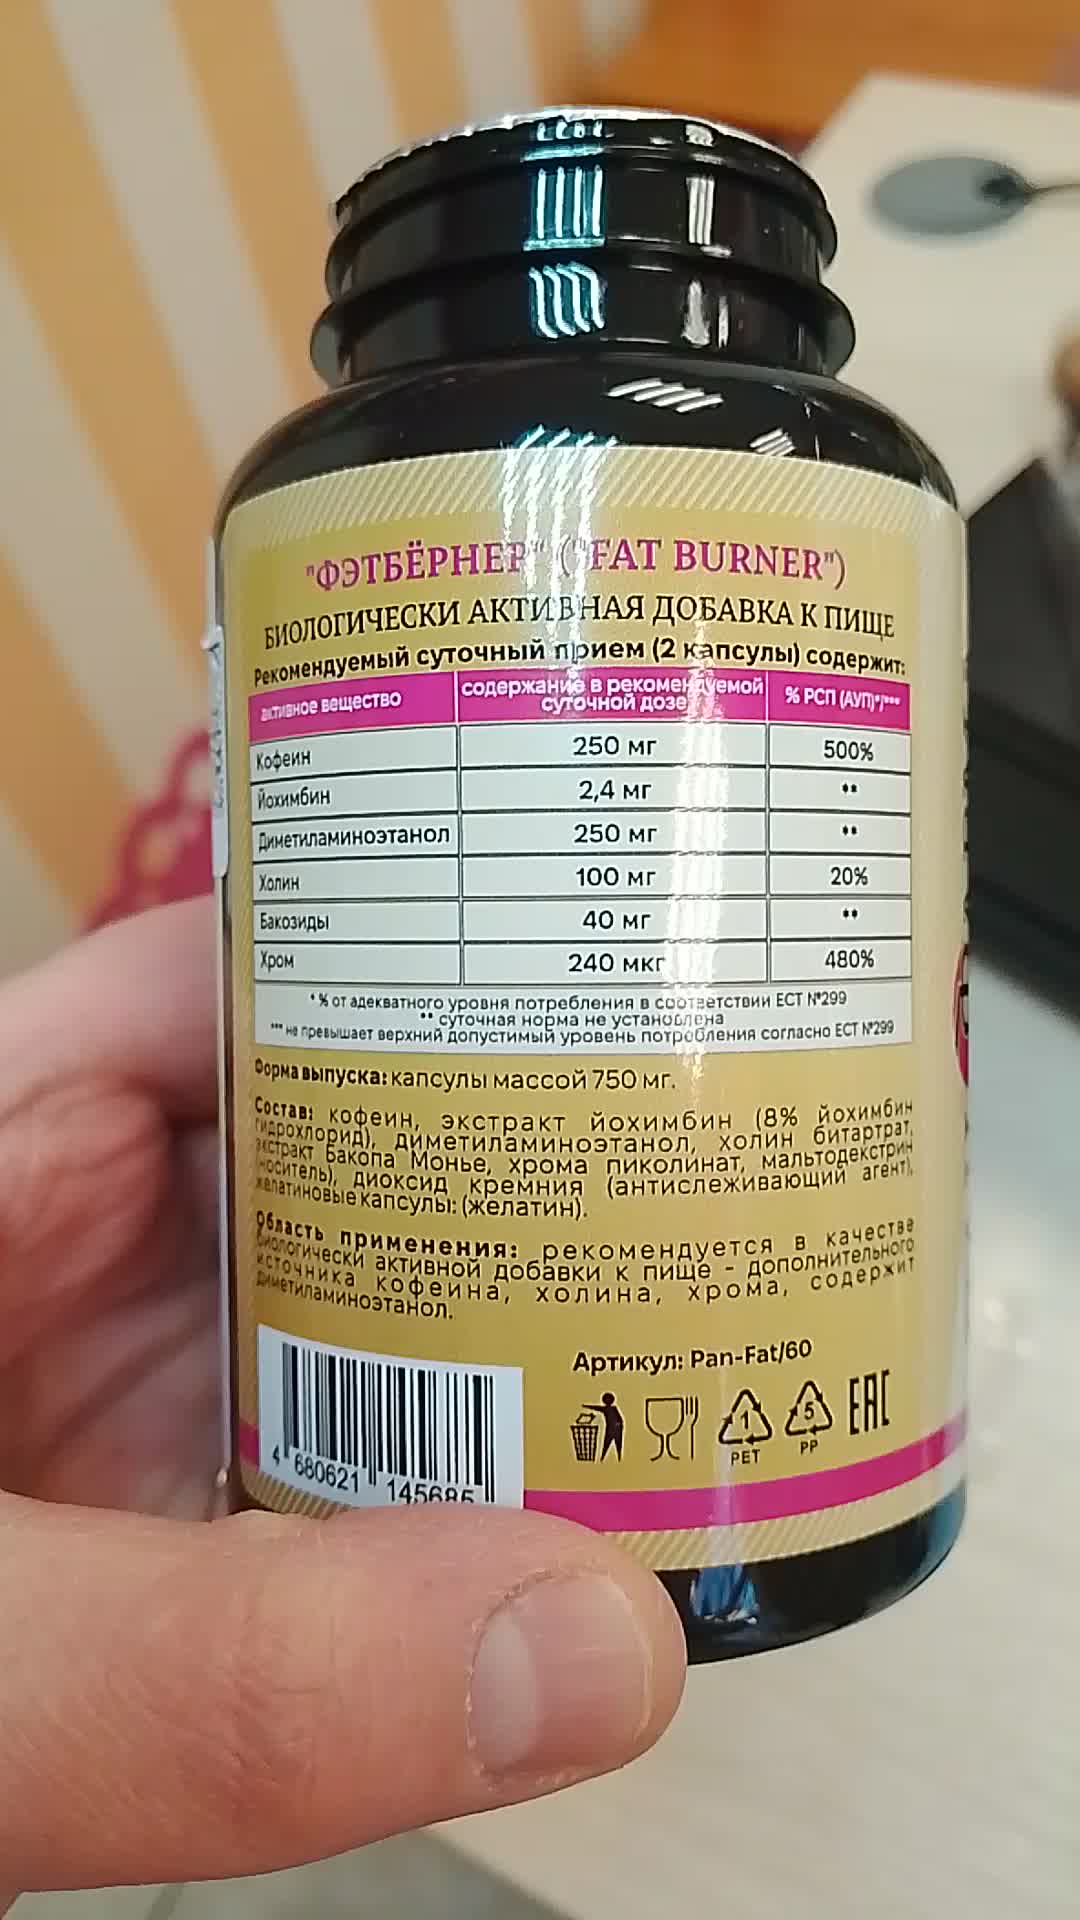 "ФЭТБЁРНЕР" ("FAT BURNER")
БИОЛОГИЧЕСКИ АКТИВНАЯ ДОБАВКА К ПИЩЕ
Рекомендуемый суточный прием (2 капсулы) содержит:
активное вещество содержание в рекомендуемой суточной дозе % РСП (АУП)*/***
Кофеин 250 мг 500%
Йохимбин 2,4 мг **
Диметиламиноэтанол 250 мг **
Холин 100 мг 20%
Бакозиды 40 мг **
Хром 240 мкг 480%
* % от адекватного уровня потребления в соответствии ЕСТ №299
** суточная норма не установлена
*** не превышает верхний допустимый уровень потребления согласно ЕСТ №299
Форма выпуска: капсулы массой 750 мг.
Состав: кофеин, экстракт йохимбин (8% йохимбин
гидрохлорид), диметиламиноэтанол, холин битартрат,
экстракт Бакопа Монье, хрома пиколинат, мальтодекстрин
(носитель), диоксид кремния (антислеживающий агент),
желатиновые капсулы: (желатин).
Область применения: рекомендуется в качестве
биологически активной добавки к пище - дополнительного
источника кофеина, холина, хрома, содержит
диметиламиноэтанол.
Артикул: Pan-Fat/60
1 5 EAC
PET PP
4 680621 145685